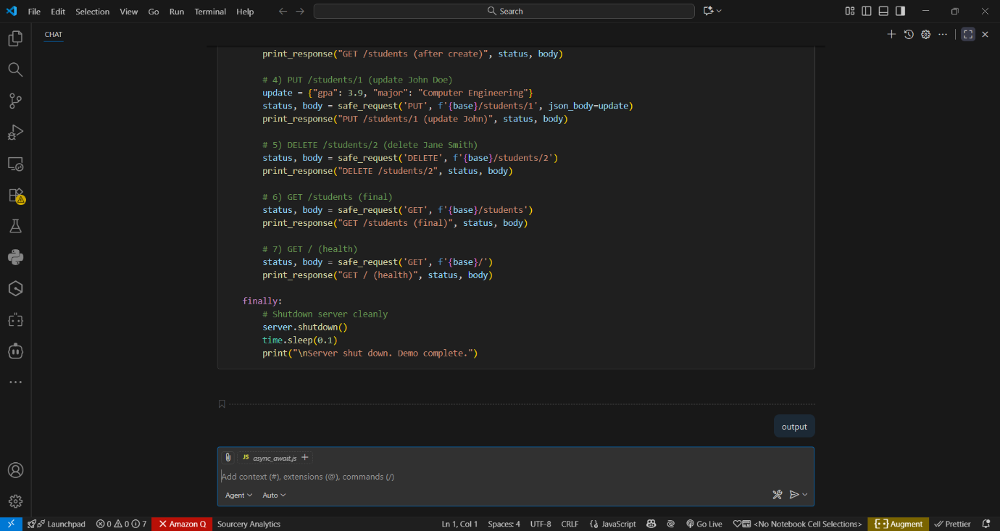 File Edit Selection View Go Run Terminal Help
Search
CHAT
print_response("GET /students (after create)", status, body)
# 4) PUT /students/1 (update John Doe)
update = {"gpa": 3.9, "major": "Computer Engineering"}
status, body = safe_request('PUT', f'{base}/students/1', json_body=update)
print_response("PUT /students/1 (update John)", status, body)
# 5) DELETE /students/2 (delete Jane Smith)
status, body = safe_request('DELETE', f'{base}/students/2')
print_response("DELETE /students/2", status, body)
# 6) GET /students (final)
status, body = safe_request('GET', f'{base}/students')
print_response("GET /students (final)", status, body)
# 7) GET / (health)
status, body = safe_request('GET', f'{base}/')
print_response("GET / (health)", status, body)
finally:
# Shutdown server cleanly
server.shutdown()
time.sleep(0.1)
print("\nServer shut down. Demo complete.")
output
JS async_await.js
Add context (#), extensions (@), commands (/)
Agent Auto
Launchpad 0 0 7 Amazon Q Sourcery Analytics Ln 1, Col 1 Spaces: 4 UTF-8 CRLF JavaScript Go Live <No Notebook Cell Selections> Augment Prettier